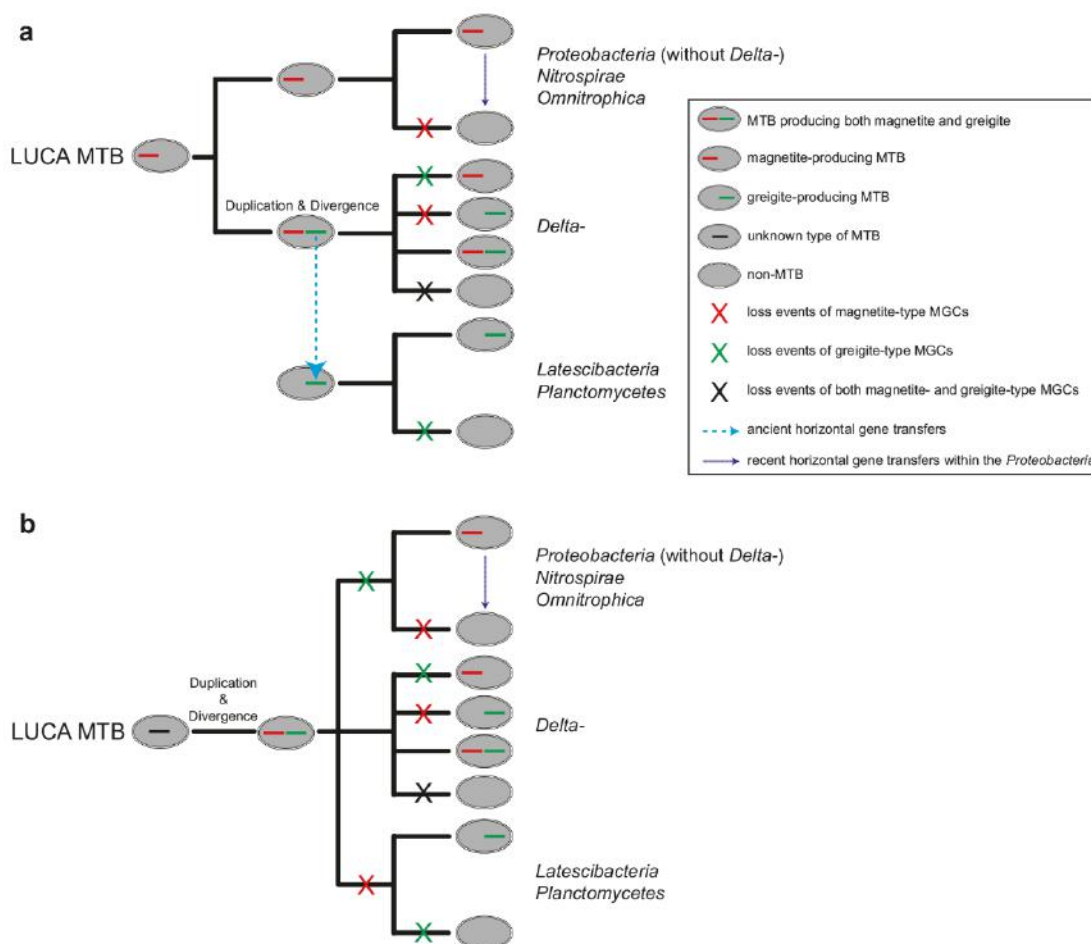 a
LUCA MTB
Duplication & Divergence
Proteobacteria (without Delta-)
Nitrospirae
Omnitrophica
Delta-
Latescibacteria
Planctomycetes
MTB producing both magnetite and greigite
magnetite-producing MTB
greigite-producing MTB
unknown type of MTB
non-MTB
loss events of magnetite-type MGCs
loss events of greigite-type MGCs
loss events of both magnetite- and greigite-type MGCs
ancient horizontal gene transfers
recent horizontal gene transfers within the Proteobacteria
b
LUCA MTB
Duplication
&
Divergence
Proteobacteria (without Delta-)
Nitrospirae
Omnitrophica
Delta-
Latescibacteria
Planctomycetes